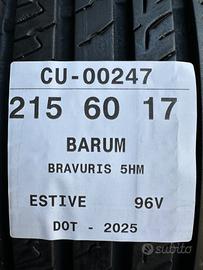 CU-00247
215 60 17
BARUM
BRAVURIS 5HM
ESTIVE 96V
DOT - 2025
subito